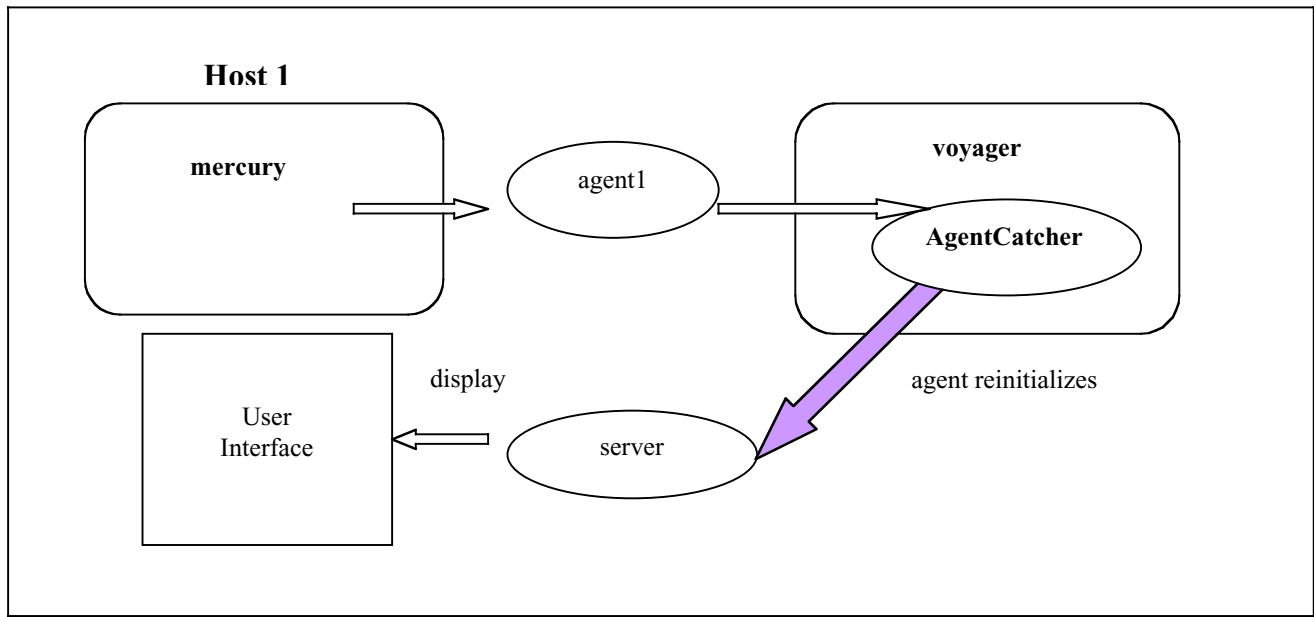 Host 1
mercury
agent1
voyager
AgentCatcher
display
agent reinitializes
User
Interface
server